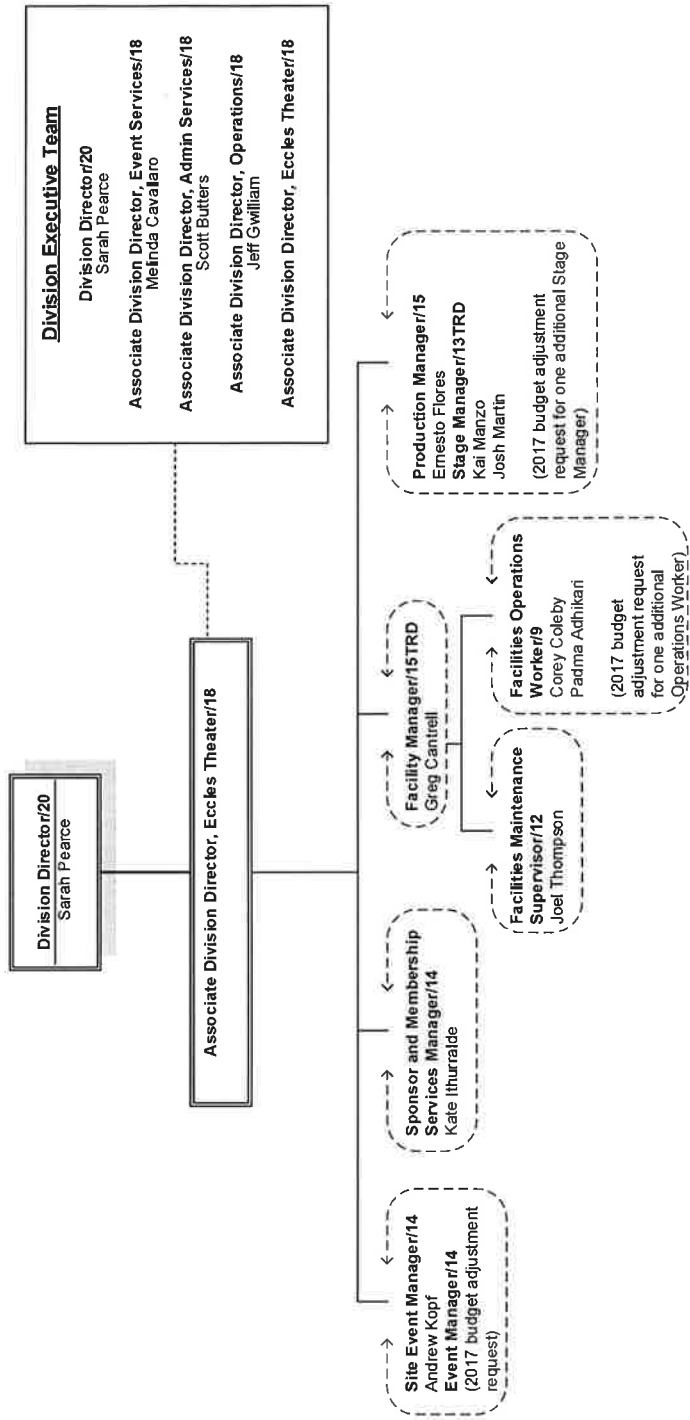 Division Director/20
Sarah Pearce
Associate Division Director, Eccles Theater/18
Division Executive Team
Division Director/20
Sarah Pearce
Associate Division Director, Event Services/18
Melinda Cavallaro
Associate Division Director, Admin Services/18
Scott Butters
Associate Division Director, Operations/18
Jeff Gwilliam
Associate Division Director, Eccles Theater/18
Site Event Manager/14
Andrew Kopf
Event Manager/14
(2017 budget adjustment
request)
Sponsor and Membership
Services Manager/14
Kate Ithurralde
Facility Manager/15TRD
Greg Cantrell
Facilities Maintenance
Supervisor/12
Joel Thompson
Facilities Operations
Worker/9
Corey Coleby
Padma Adhikari
(2017 budget
adjustment request
for one additional
Operations Worker)
Production Manager/15
Ernesto Flores
Stage Manager/13TRD
Kai Manzo
Josh Martin
(2017 budget adjustment
request for one additional Stage
Manager)